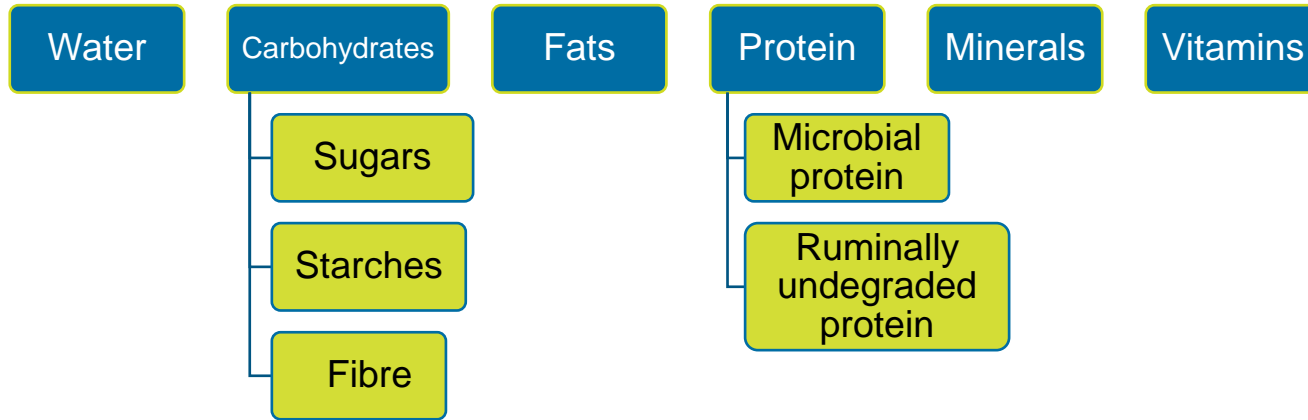 Water
Carbohydrates
Fats
Protein
Minerals
Vitamins
Sugars
Starches
Fibre
Microbial
protein
Ruminally
undegraded
protein